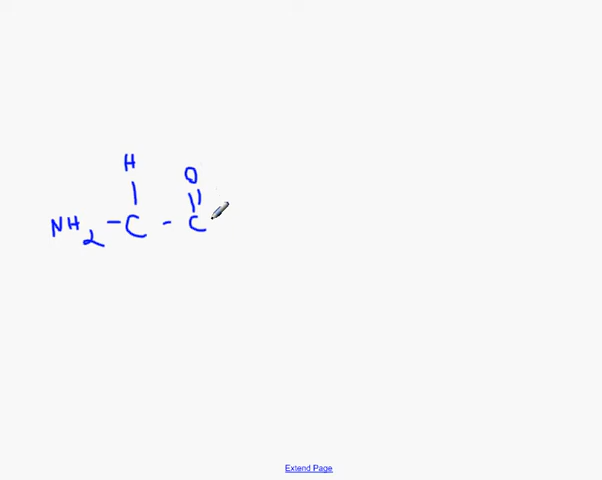 H
O
||
NH2 - C - C
Extend Page